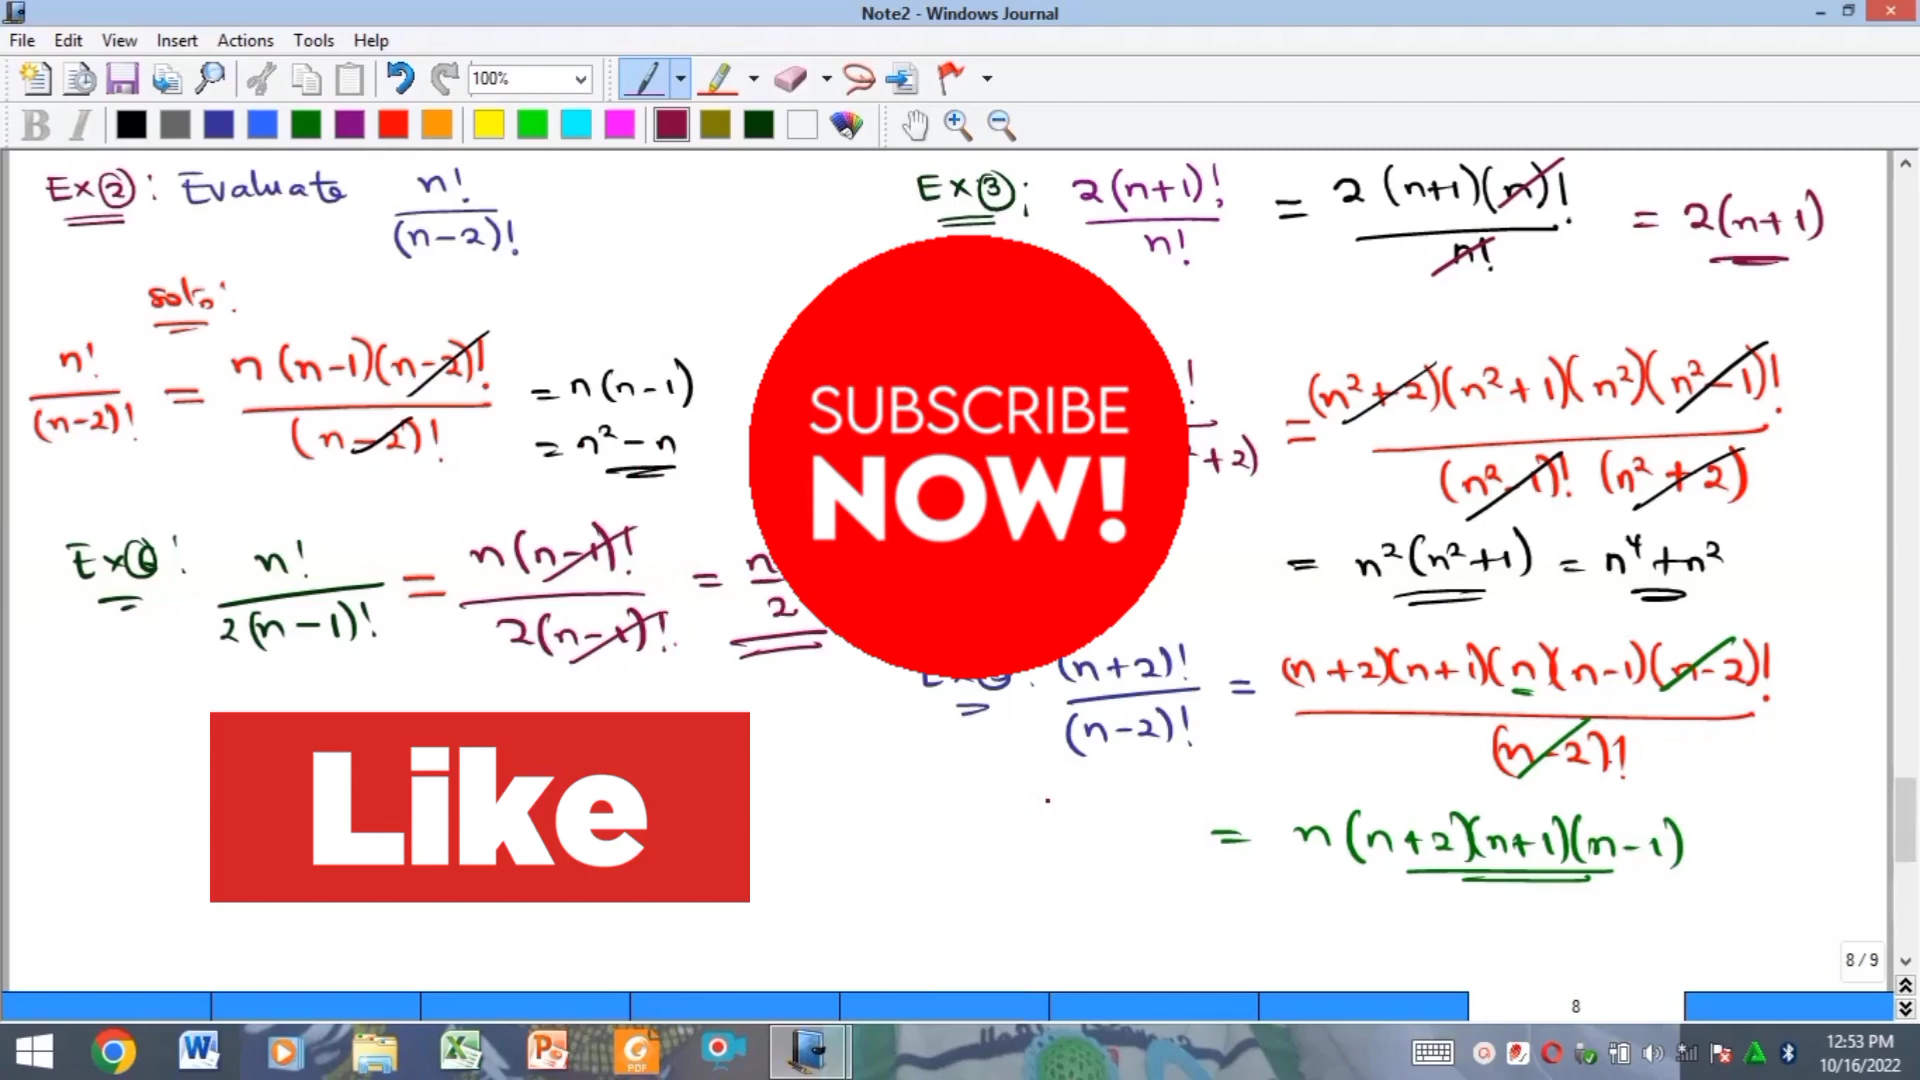 Note2 - Windows Journal
File Edit View Insert Actions Tools Help
100%
B I
Ex②: Evaluate n!/(n-2)!
soln:
n!/(n-2)! = n(n-1)(n-2)!/(n-2)! = n(n-1)
= n²-n
n!/2(n-1)! = n(n-1)!/2(n-1)! = n/2
Ex③: 2(n+1)!/n! = 2(n+1)(n)!/n! = 2(n+1)
!
+2) = (n²+2)(n²+1)(n²)(n²-1)!/(n²-1)!(n²+2)
= n²(n²+1) = n⁴+n²
(n+2)!/(n-2)! = (n+2)(n+1)(n)(n-1)(n-2)!/(n-2)!
= n(n+2)(n+1)(n-1)
SUBSCRIBE
NOW!
Like
8 / 9
8
PDF
12:53 PM
10/16/2022